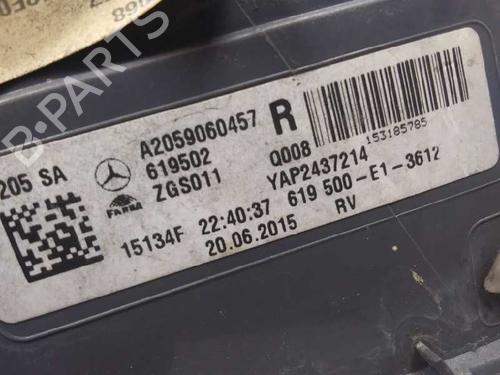 B-PARTS
205 SA
A2059060457
R
619502
ZGS011
Q008
153185785
YAP2437214
15134F
22:40:37
619 500-E1-3612
20.06.2015
RV